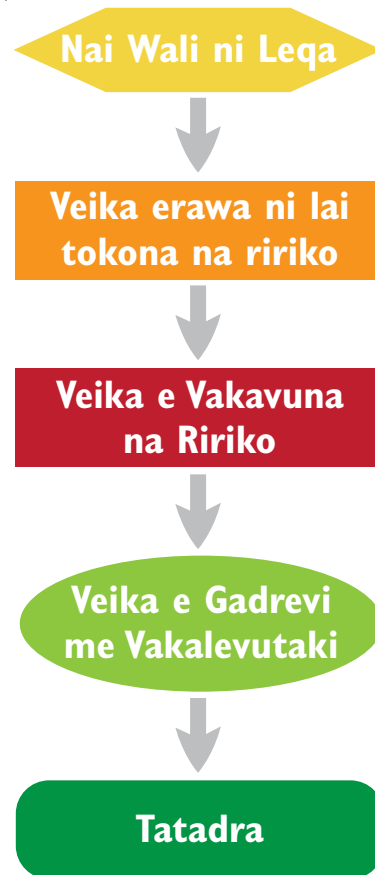 Nai Wali ni Leqa
Veika erawa ni lai
tokona na ririko
Veika e Vakavuna
na Ririko
Veika e Gadrevi
me Vakalevutaki
Tatadra